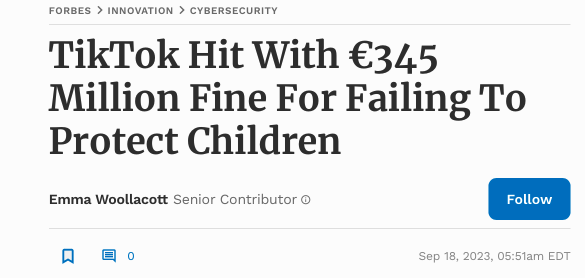 FORBES > INNOVATION > CYBERSECURITY
TikTok Hit With €345
Million Fine For Failing To
Protect Children
Emma Woollacott Senior Contributor
Follow
0
Sep 18, 2023, 05:51am EDT